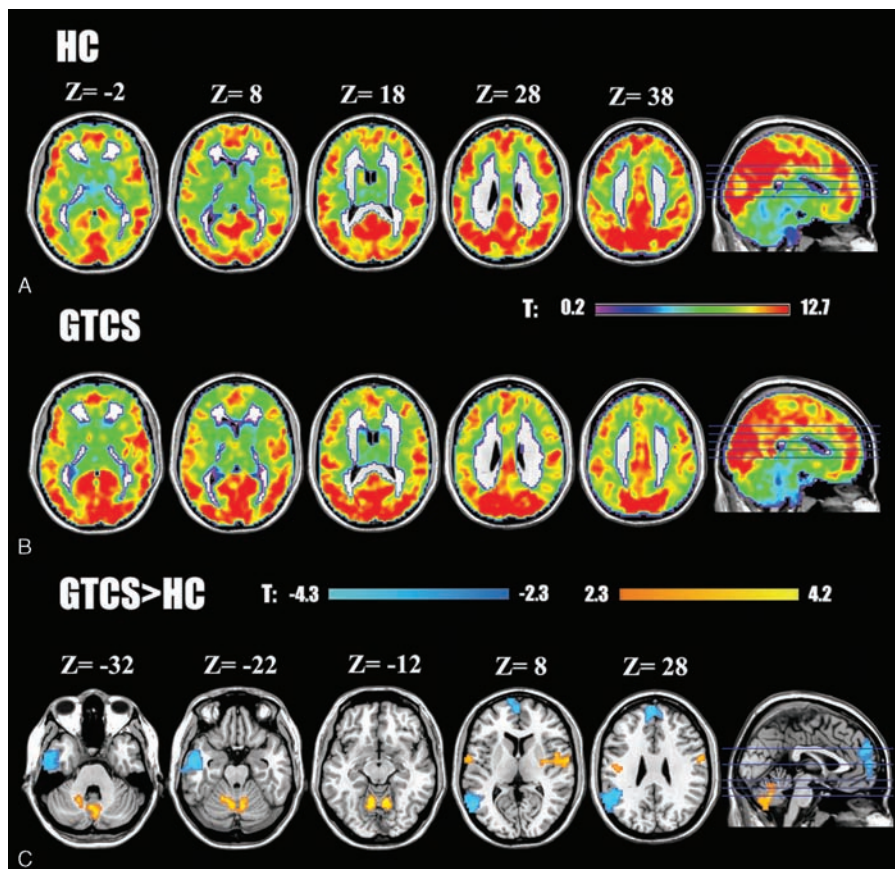 HC
Z= -2 Z= 8 Z= 18 Z= 28 Z= 38
A
T: 0.2 12.7
GTCS
B
GTCS>HC T: -4.3 -2.3 2.3 4.2
Z= -32 Z= -22 Z= -12 Z= 8 Z= 28
C